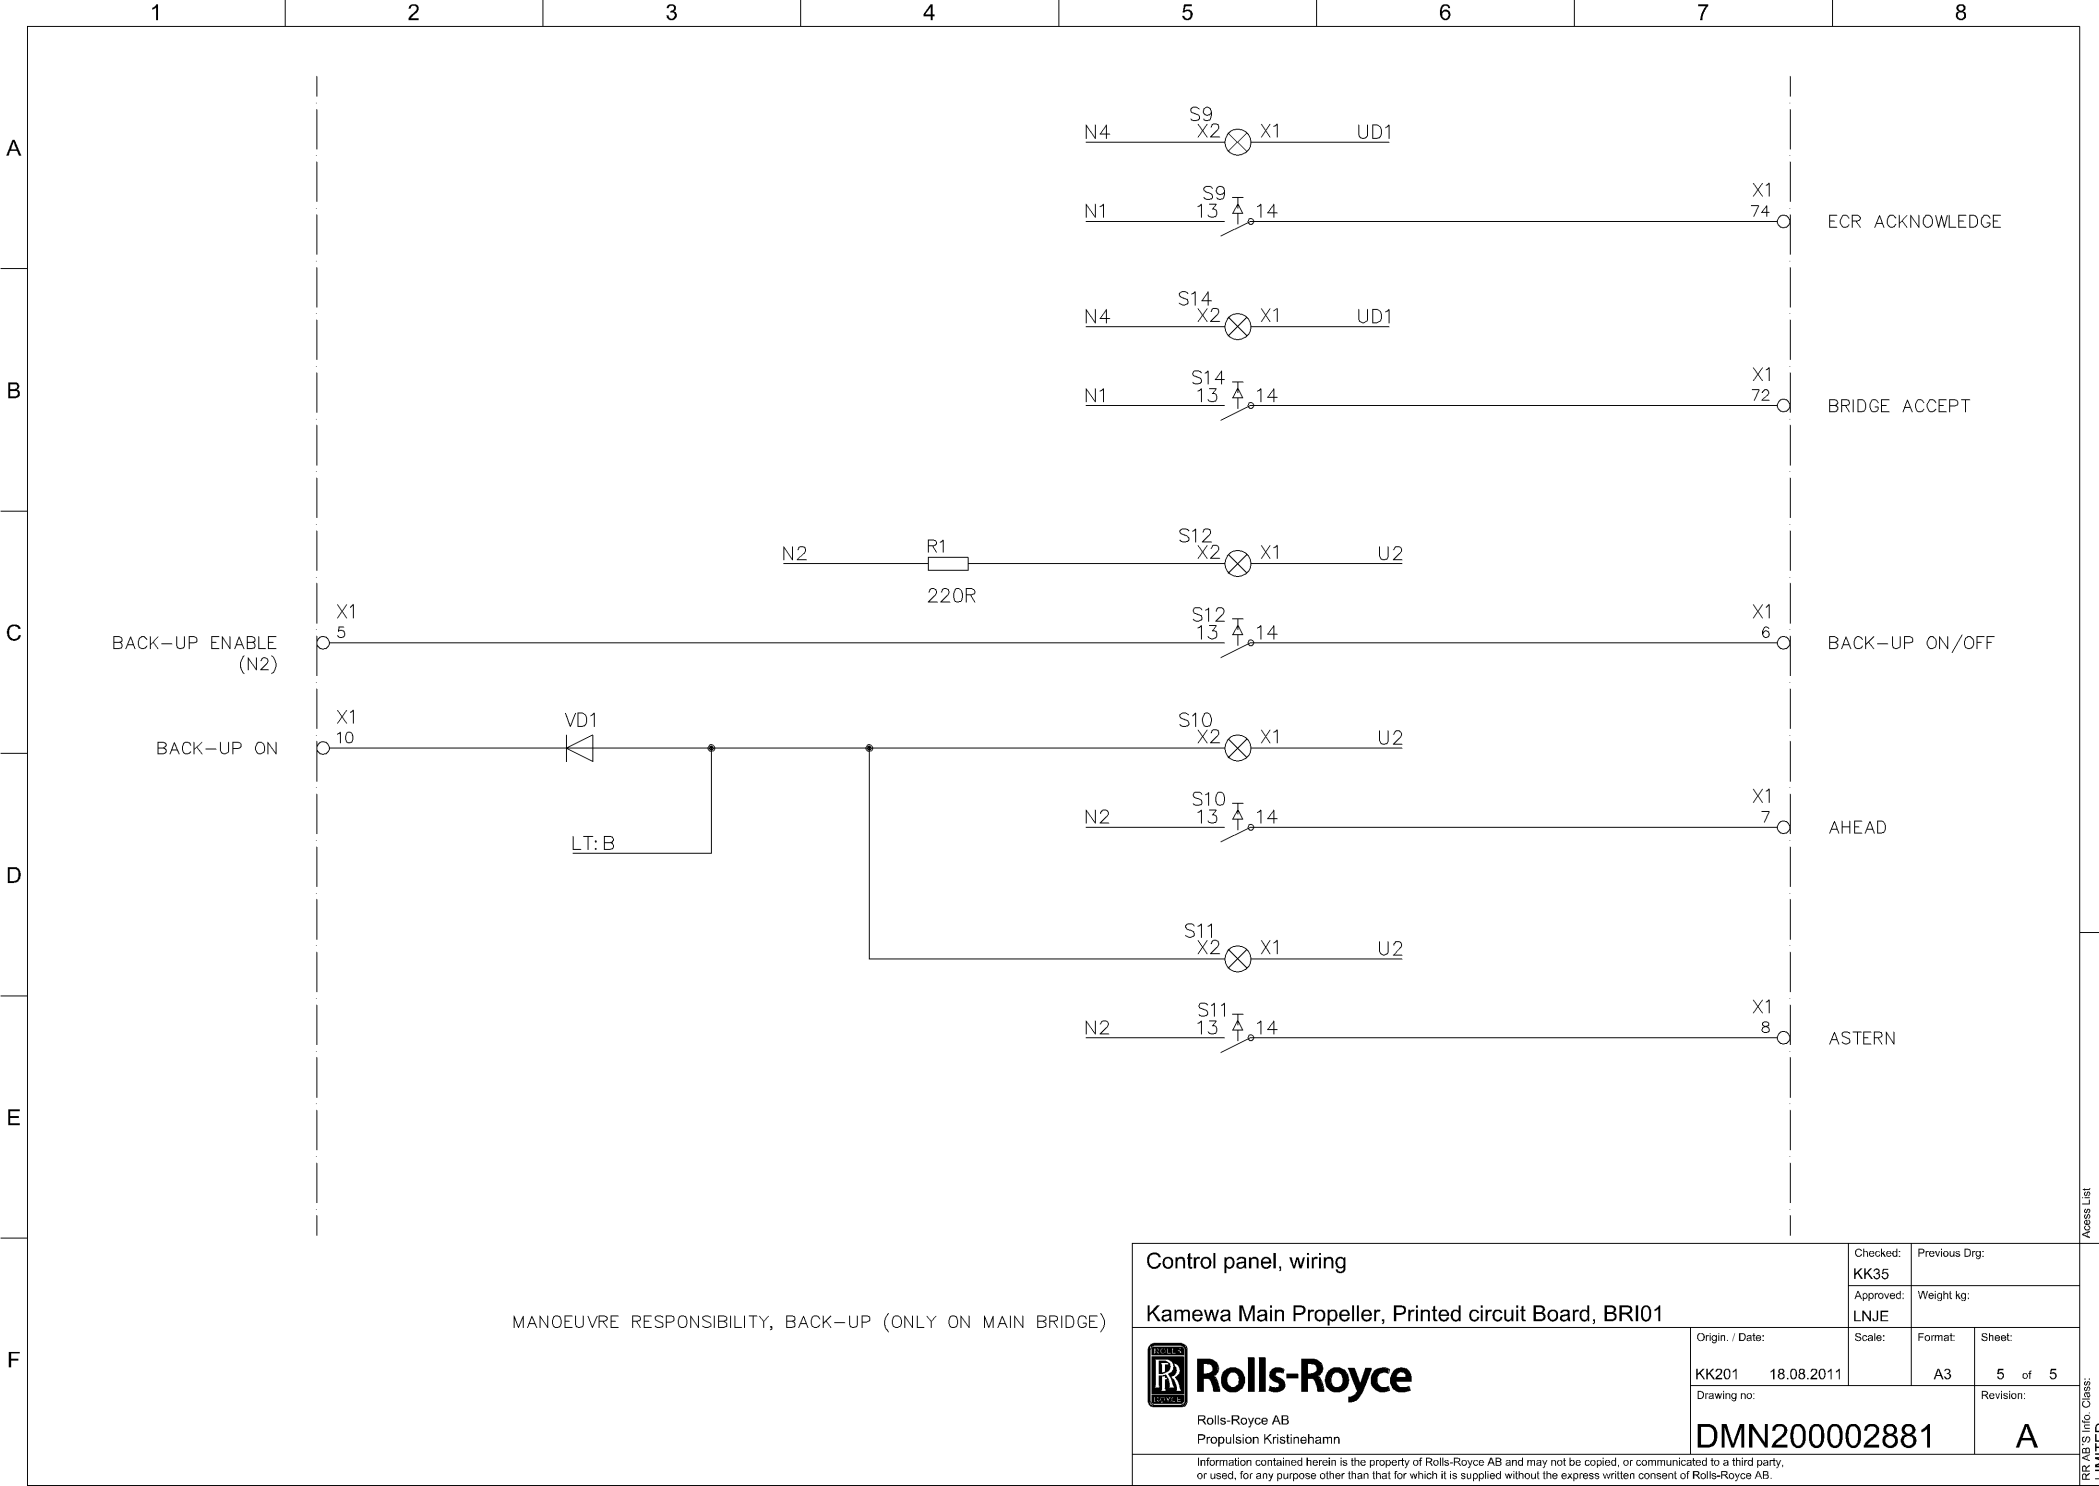 1 2 3 4 5 6 7 8
A
S9
N4 X2 X1 UD1
S9 X1
N1 13 14 74 ECR ACKNOWLEDGE
S14
N4 X2 X1 UD1
B
S14 X1
N1 13 14 72 BRIDGE ACCEPT
S12
N2 R1 X2 X1 U2
220R
C
X1 S12 X1
BACK-UP ENABLE 5 13 14 6 BACK-UP ON/OFF
(N2)
X1 VD1 S10
BACK-UP ON 10 X2 X1 U2
S10 X1
N2 13 14 7 AHEAD
LT:B
D
S11
X2 X1 U2
S11 X1
N2 13 14 8 ASTERN
E
F
MANOEUVRE RESPONSIBILITY, BACK-UP (ONLY ON MAIN BRIDGE)
Control panel, wiring
Kamewa Main Propeller, Printed circuit Board, BRI01
Checked:
KK35
Previous Drg:
Approved:
LNJE
Weight kg:
ROLLS
RR
ROYCE
Rolls-Royce
Rolls-Royce AB
Propulsion Kristinehamn
Origin. / Date:
KK201 18.08.2011
Scale:
Format:
A3
Sheet:
5 of 5
Drawing no:
DMN200002881
Revision:
A
Information contained herein is the property of Rolls-Royce AB and may not be copied, or communicated to a third party,
or used, for any purpose other than that for which it is supplied without the express written consent of Rolls-Royce AB.
Acess List
RR AB'S Info. Class:
LIMITED